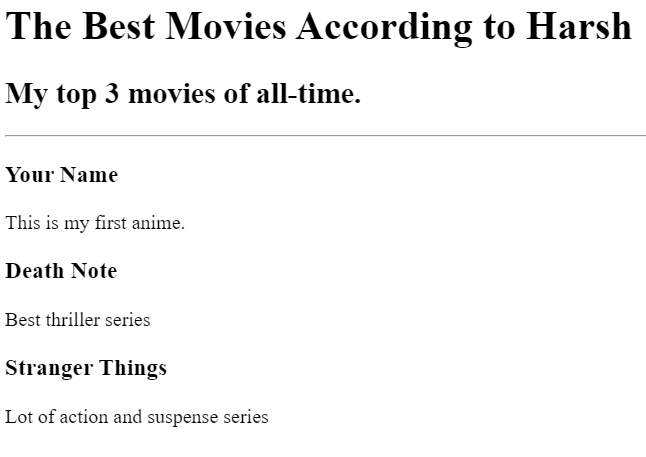 The Best Movies According to Harsh
My top 3 movies of all-time.
Your Name
This is my first anime.
Death Note
Best thriller series
Stranger Things
Lot of action and suspense series